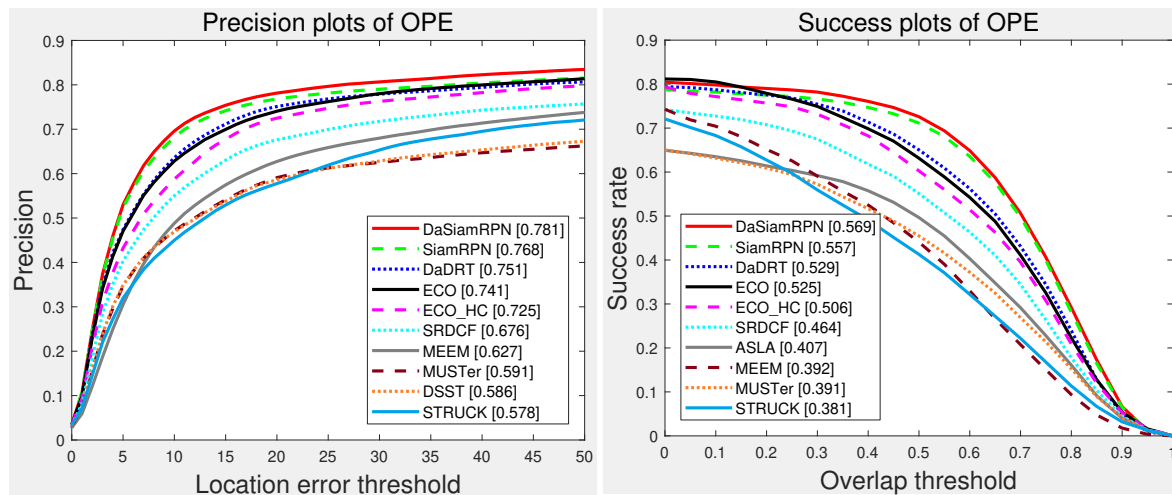 Precision plots of OPE
0.9
0.8
0.7
0.6
0.5
0.4
0.3
0.2
0.1
0
Precision
DaSiamRPN [0.781]
SiamRPN [0.768]
DaDRT [0.751]
ECO [0.741]
ECO_HC [0.725]
SRDCF [0.676]
MEEM [0.627]
MUSTer [0.591]
DSST [0.586]
STRUCK [0.578]
0 5 10 15 20 25 30 35 40 45 50
Location error threshold
Success plots of OPE
0.9
0.8
0.7
0.6
0.5
0.4
0.3
0.2
0.1
0
Success rate
DaSiamRPN [0.569]
SiamRPN [0.557]
DaDRT [0.529]
ECO [0.525]
ECO_HC [0.506]
SRDCF [0.464]
ASLA [0.407]
MEEM [0.392]
MUSTer [0.391]
STRUCK [0.381]
0 0.1 0.2 0.3 0.4 0.5 0.6 0.7 0.8 0.9 1
Overlap threshold